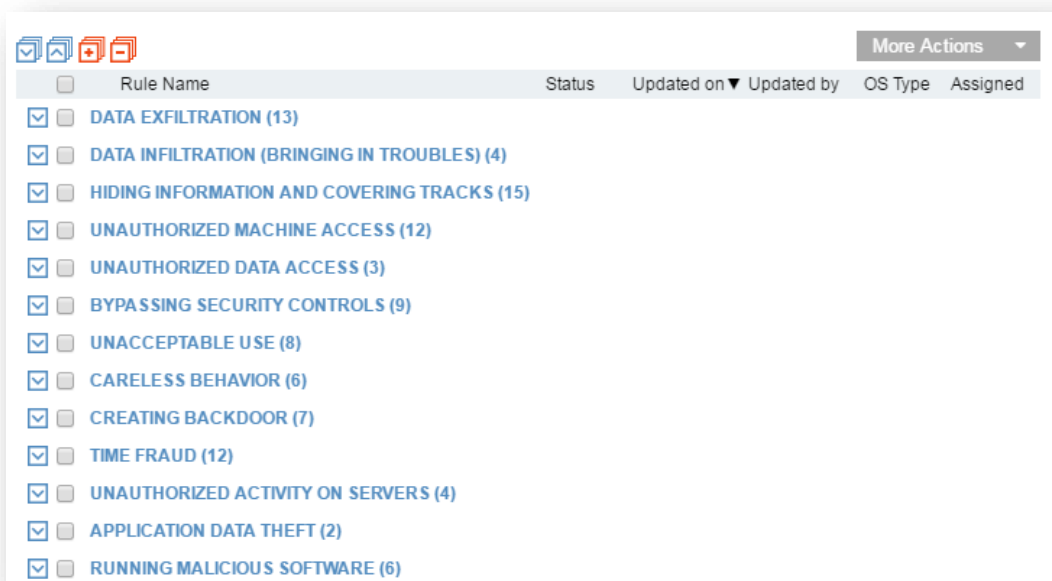 More Actions
Rule Name Status Updated on▼ Updated by OS Type Assigned
DATA EXFILTRATION (13)
DATA INFILTRATION (BRINGING IN TROUBLES) (4)
HIDING INFORMATION AND COVERING TRACKS (15)
UNAUTHORIZED MACHINE ACCESS (12)
UNAUTHORIZED DATA ACCESS (3)
BYPASSING SECURITY CONTROLS (9)
UNACCEPTABLE USE (8)
CARELESS BEHAVIOR (6)
CREATING BACKDOOR (7)
TIME FRAUD (12)
UNAUTHORIZED ACTIVITY ON SERVERS (4)
APPLICATION DATA THEFT (2)
RUNNING MALICIOUS SOFTWARE (6)